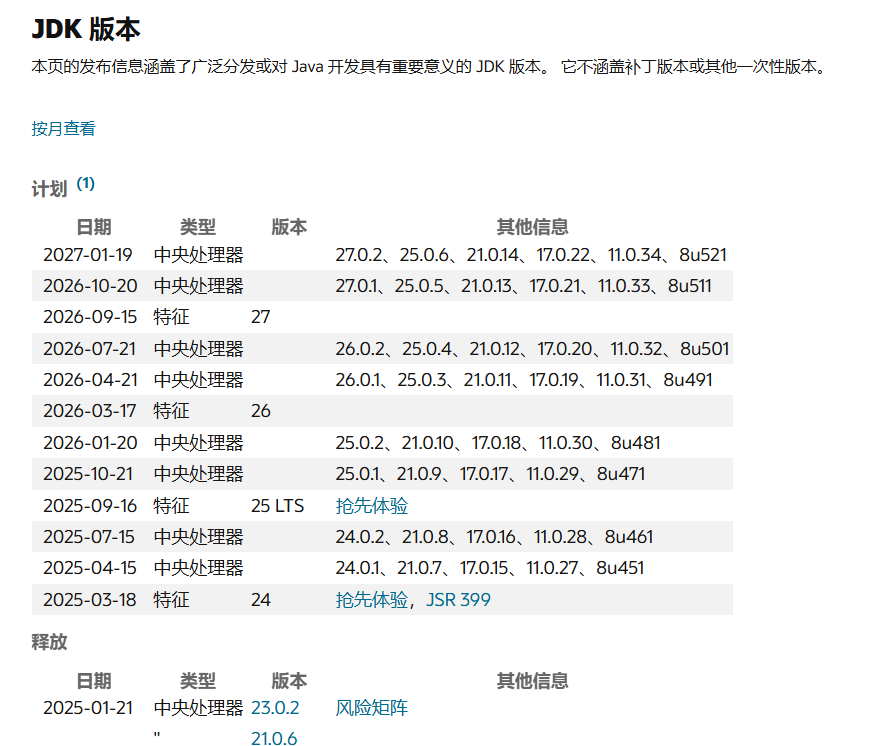 JDK 版本
本页的发布信息涵盖了广泛分发或对 Java 开发具有重要意义的 JDK 版本。 它不涵盖补丁版本或其他一次性版本。
按月查看
计划 (1)
日期 类型 版本 其他信息
2027-01-19 中央处理器 27.0.2、25.0.6、21.0.14、17.0.22、11.0.34、8u521
2026-10-20 中央处理器 27.0.1、25.0.5、21.0.13、17.0.21、11.0.33、8u511
2026-09-15 特征 27
2026-07-21 中央处理器 26.0.2、25.0.4、21.0.12、17.0.20、11.0.32、8u501
2026-04-21 中央处理器 26.0.1、25.0.3、21.0.11、17.0.19、11.0.31、8u491
2026-03-17 特征 26
2026-01-20 中央处理器 25.0.2、21.0.10、17.0.18、11.0.30、8u481
2025-10-21 中央处理器 25.0.1、21.0.9、17.0.17、11.0.29、8u471
2025-09-16 特征 25 LTS 抢先体验
2025-07-15 中央处理器 24.0.2、21.0.8、17.0.16、11.0.28、8u461
2025-04-15 中央处理器 24.0.1、21.0.7、17.0.15、11.0.27、8u451
2025-03-18 特征 24 抢先体验，JSR 399
释放
日期 类型 版本 其他信息
2025-01-21 中央处理器 23.0.2 风险矩阵
" 21.0.6